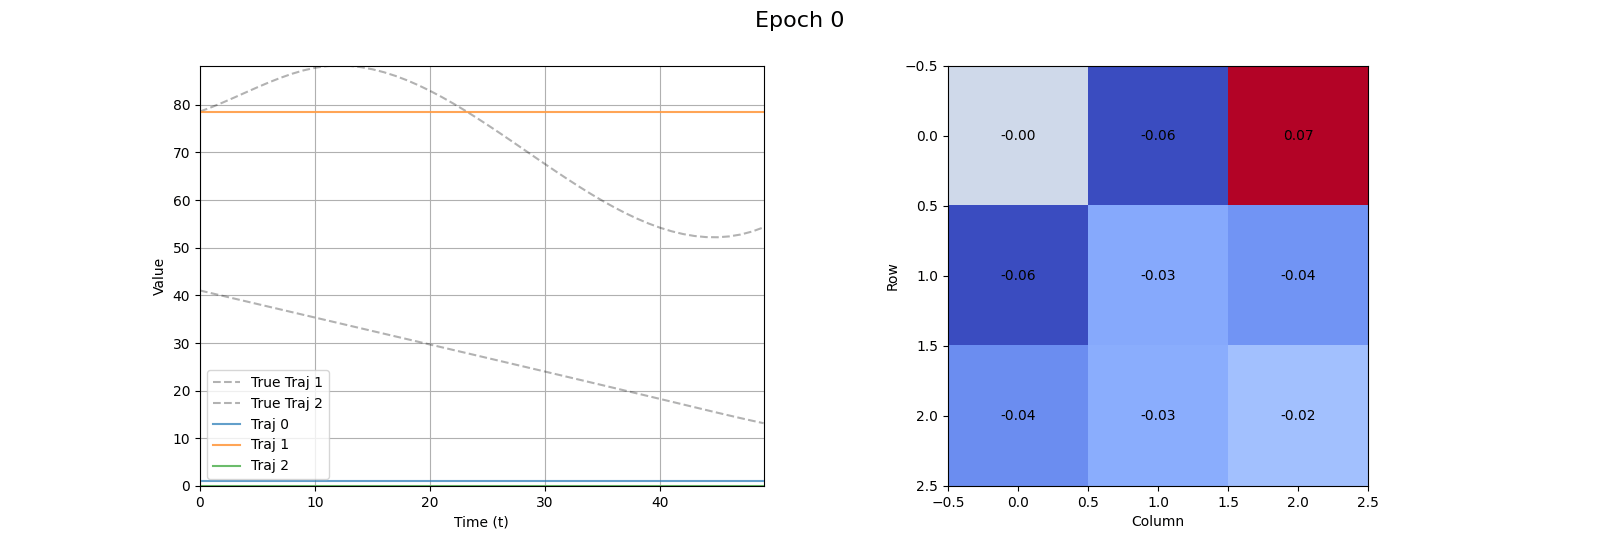 Epoch 0
80
70
60
50
40
30
20
10
0
Value
0 10 20 30 40
Time (t)
True Traj 1
True Traj 2
Traj 0
Traj 1
Traj 2
−0.5
0.0
0.5
1.0
1.5
2.0
2.5
Row
-0.00 -0.06 0.07
-0.06 -0.03 -0.04
-0.04 -0.03 -0.02
−0.5 0.0 0.5 1.0 1.5 2.0 2.5
Column